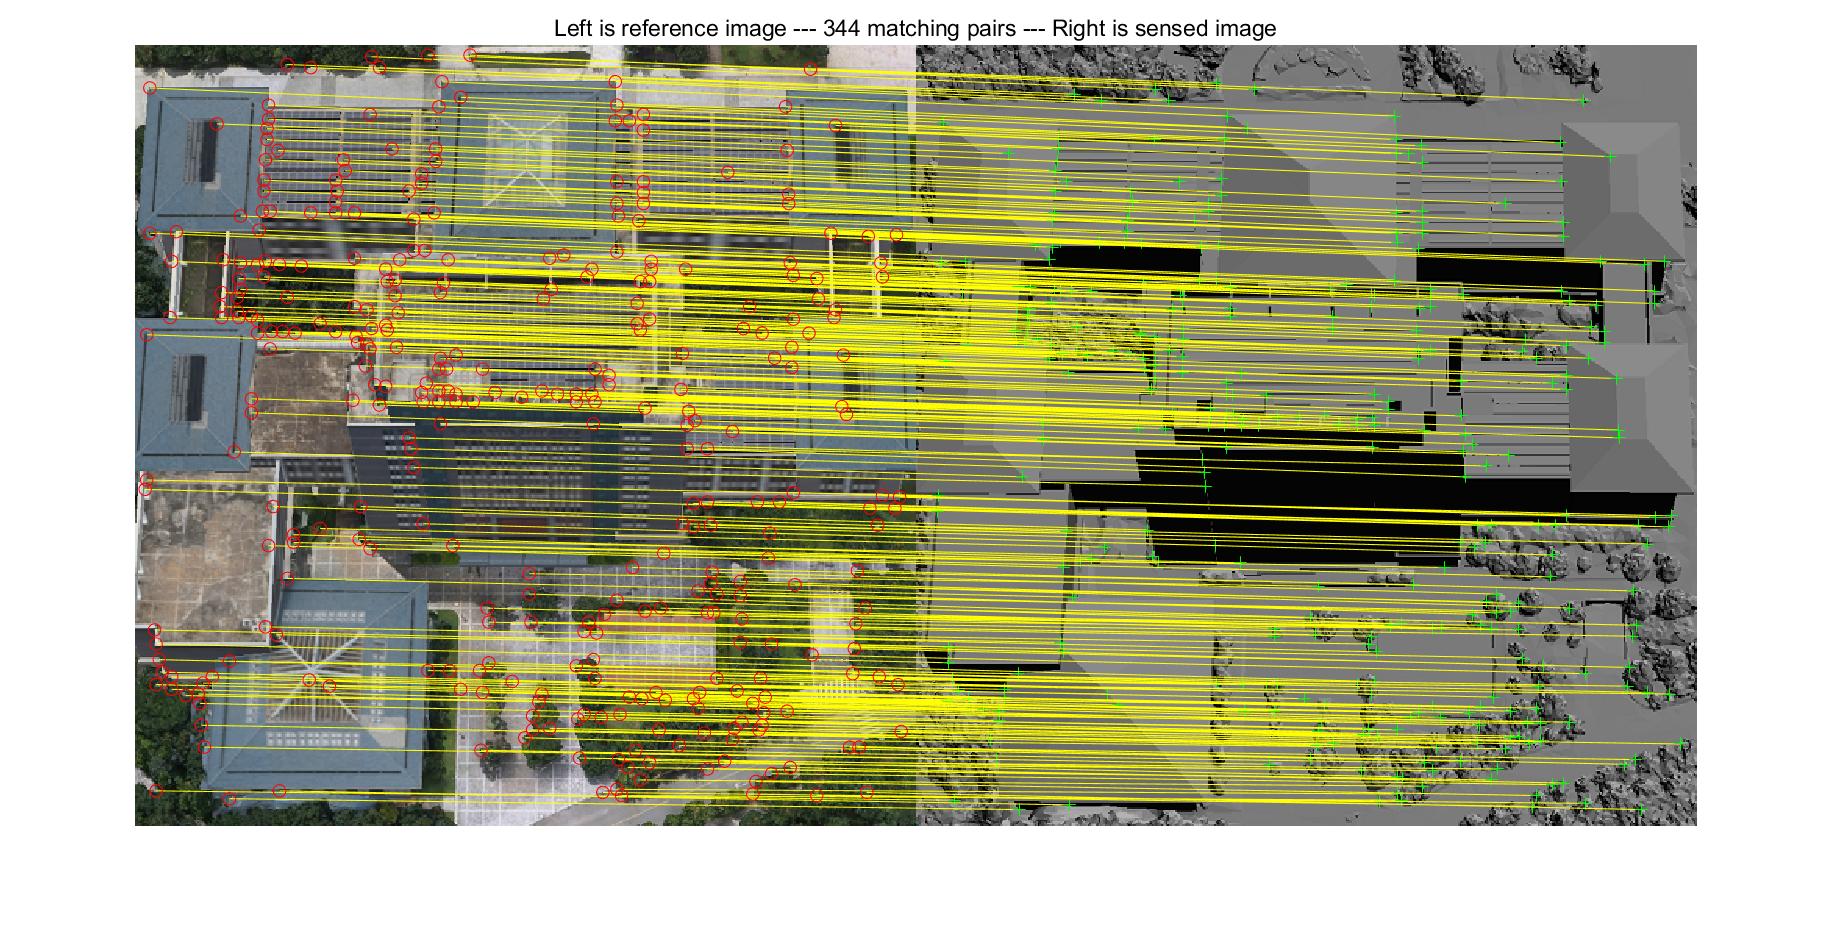 Left is reference image --- 344 matching pairs --- Right is sensed image